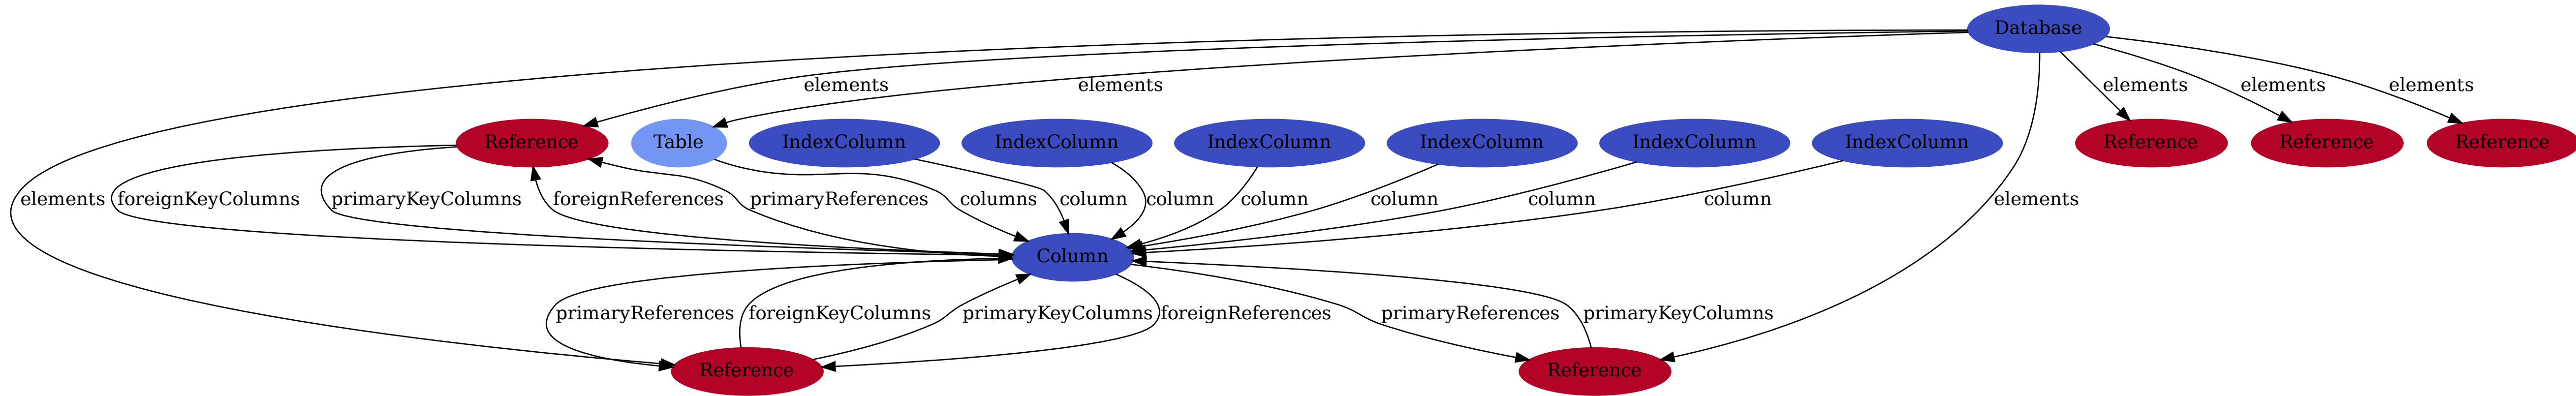 Database
elements
elements
elements
elements
elements
Reference
Table
IndexColumn
IndexColumn
IndexColumn
IndexColumn
IndexColumn
IndexColumn
Reference
Reference
Reference
elements
foreignKeyColumns
primaryKeyColumns
foreignReferences
primaryReferences
columns
column
column
column
column
column
column
elements
Column
primaryReferences
foreignKeyColumns
primaryKeyColumns
foreignReferences
primaryReferences
primaryKeyColumns
Reference
Reference